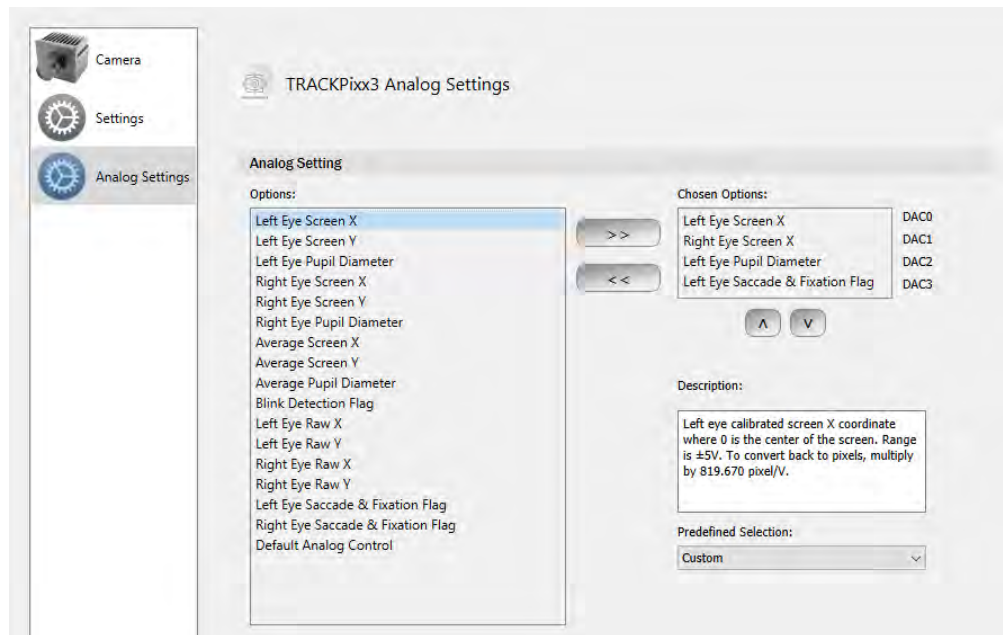 Camera
Settings
Analog Settings
TRACKPixx3 Analog Settings
Analog Setting
Options:
Left Eye Screen X
Left Eye Screen Y
Left Eye Pupil Diameter
Right Eye Screen X
Right Eye Screen Y
Right Eye Pupil Diameter
Average Screen X
Average Screen Y
Average Pupil Diameter
Blink Detection Flag
Left Eye Raw X
Left Eye Raw Y
Right Eye Raw X
Right Eye Raw Y
Left Eye Saccade & Fixation Flag
Right Eye Saccade & Fixation Flag
Default Analog Control
>>
<<
Chosen Options:
Left Eye Screen X DAC0
Right Eye Screen X DAC1
Left Eye Pupil Diameter DAC2
Left Eye Saccade & Fixation Flag DAC3
Λ V
Description:
Left eye calibrated screen X coordinate
where 0 is the center of the screen. Range
is ±5V. To convert back to pixels, multiply
by 819.670 pixel/V.
Predefined Selection:
Custom